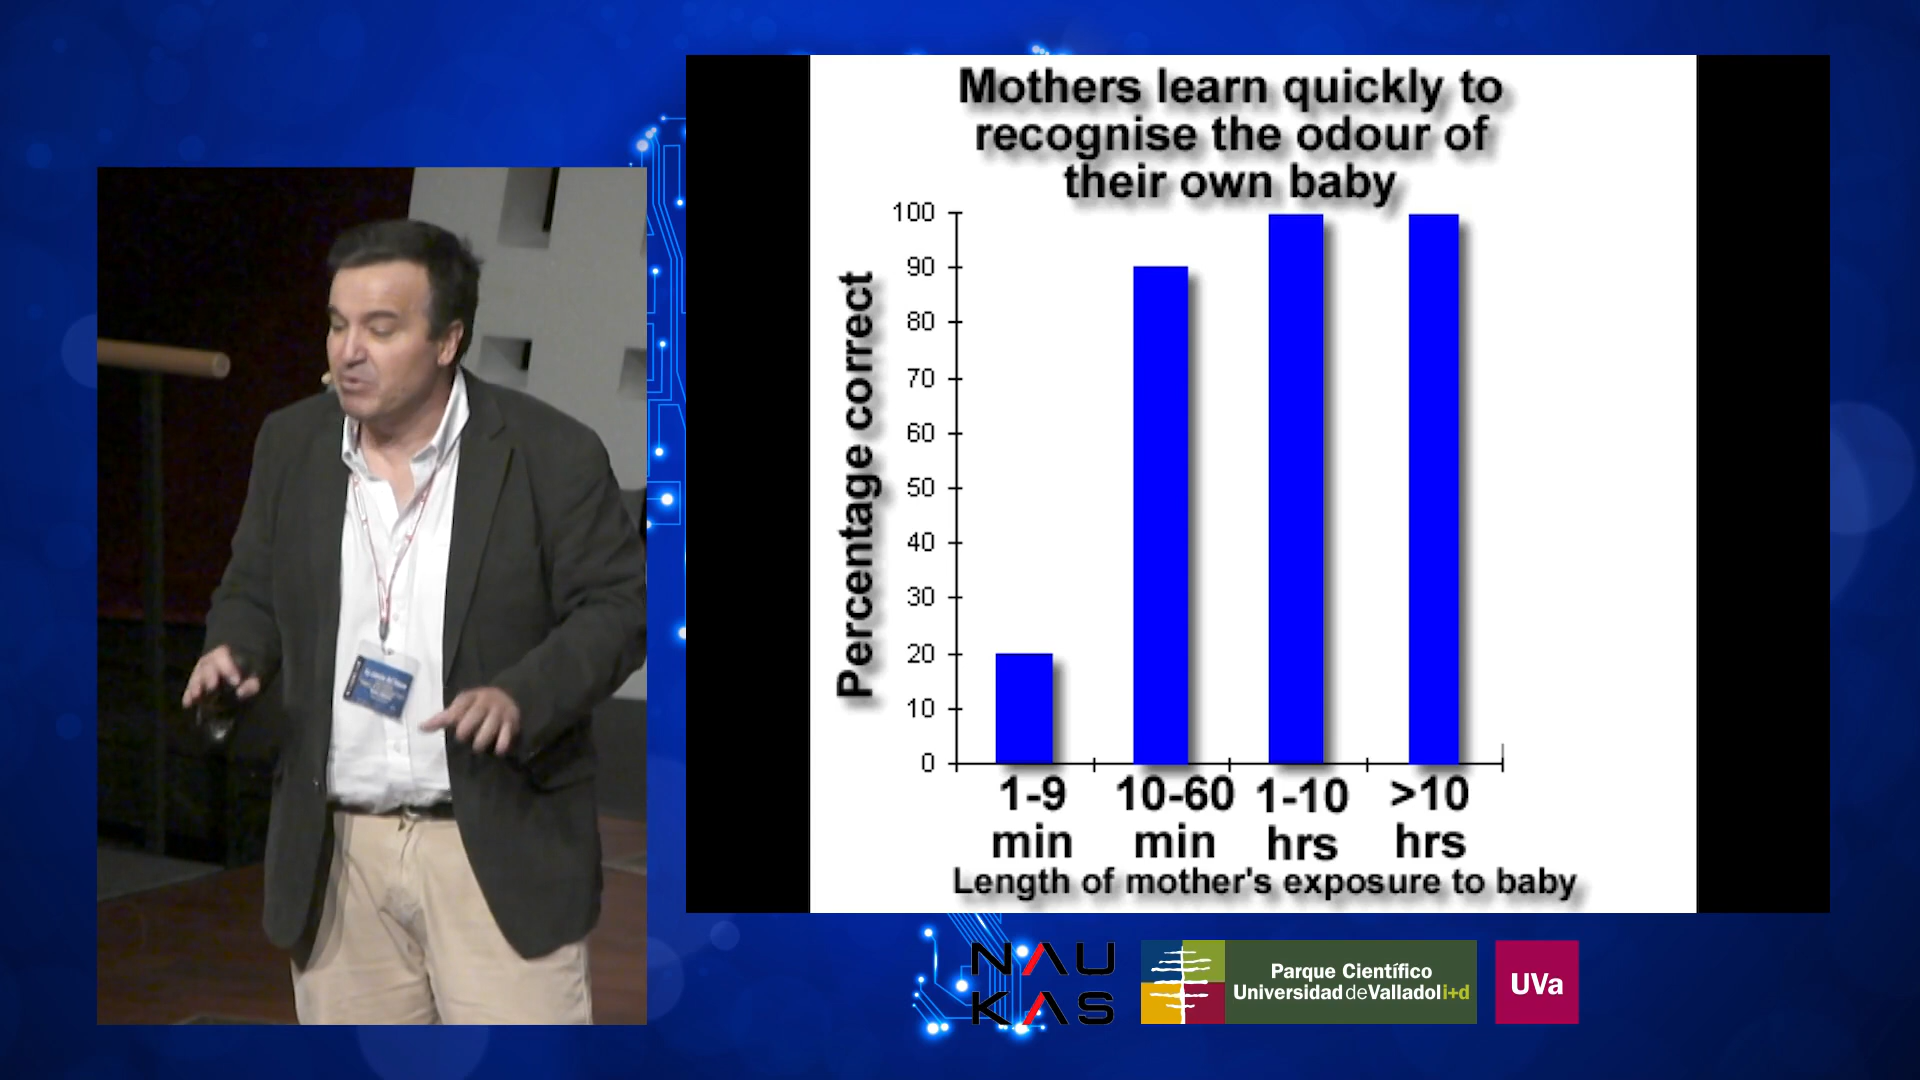 Mothers learn quickly to
recognise the odour of
their own baby
Percentage correct
100
90
80
70
60
50
40
30
20
10
0
1-9
min
10-60
min
1-10
hrs
>10
hrs
Length of mother's exposure to baby
NAU
KAS
Parque Científico
Universidad de Valladol i+d
UVa